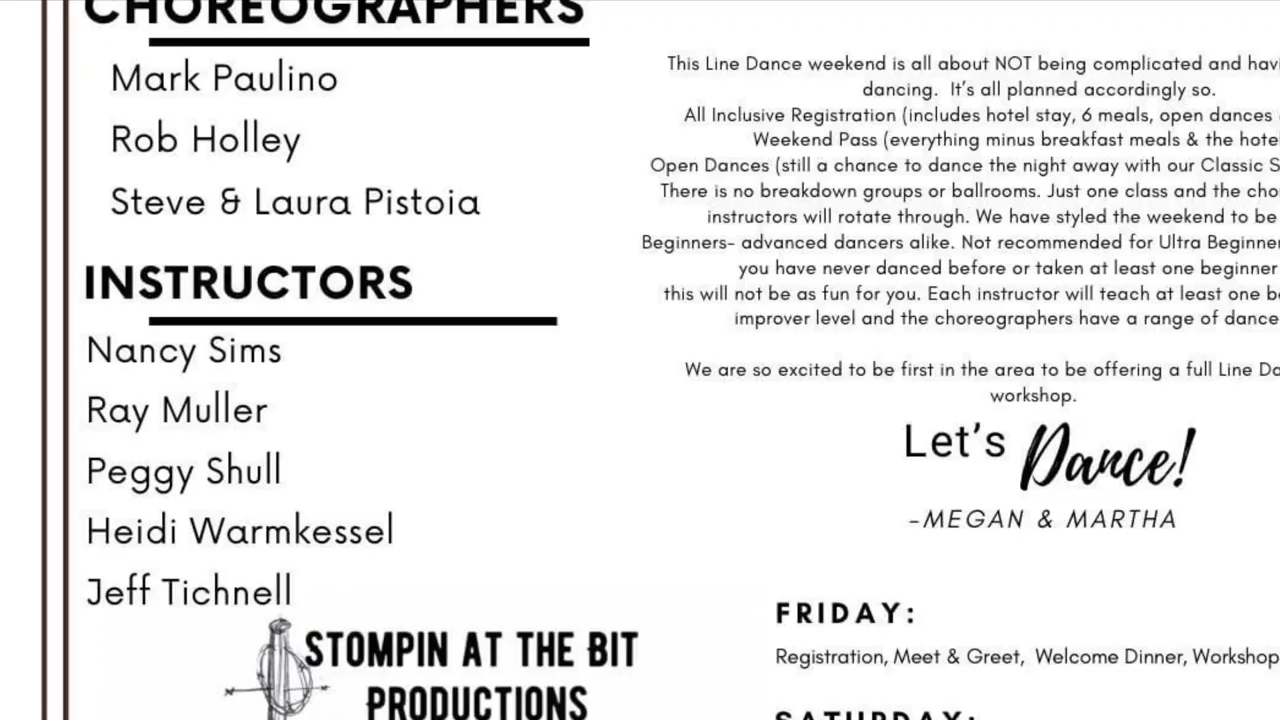 CHOREOGRAPHERS
Mark Paulino
Rob Holley
Steve & Laura Pistoia
INSTRUCTORS
Nancy Sims
Ray Muller
Peggy Shull
Heidi Warmkessel
Jeff Tichnell
STOMPIN AT THE BIT
PRODUCTIONS
This Line Dance weekend is all about NOT being complicated and
dancing. It's all planned accordingly so.
All Inclusive Registration (includes hotel stay, 6 meals, open dances
Weekend Pass (everything minus breakfast meals & the
Open Dances (still a chance to dance the night away with our Classic
There is no breakdown groups or ballrooms. Just one class and the
instructors will rotate through. We have styled the weekend to be
Beginners- advanced dancers alike. Not recommended for Ultra
you have never danced before or taken at least one beginner
this will not be as fun for you. Each instructor will teach at least one
improver level and the choreographers have a range of
We are so excited to be first in the area to be offering a full Line
workshop.
Let's Dance!
-MEGAN & MARTHA
FRIDAY:
Registration, Meet & Greet, Welcome Dinner, Workshop
SATURDAY: